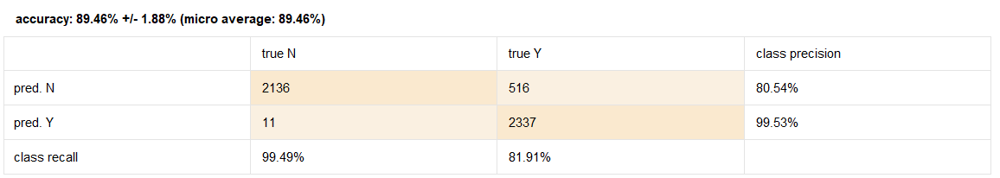 accuracy: 89.46% +/- 1.88% (micro average: 89.46%)
true N true Y class precision
pred. N 2136 516 80.54%
pred. Y 11 2337 99.53%
class recall 99.49% 81.91%